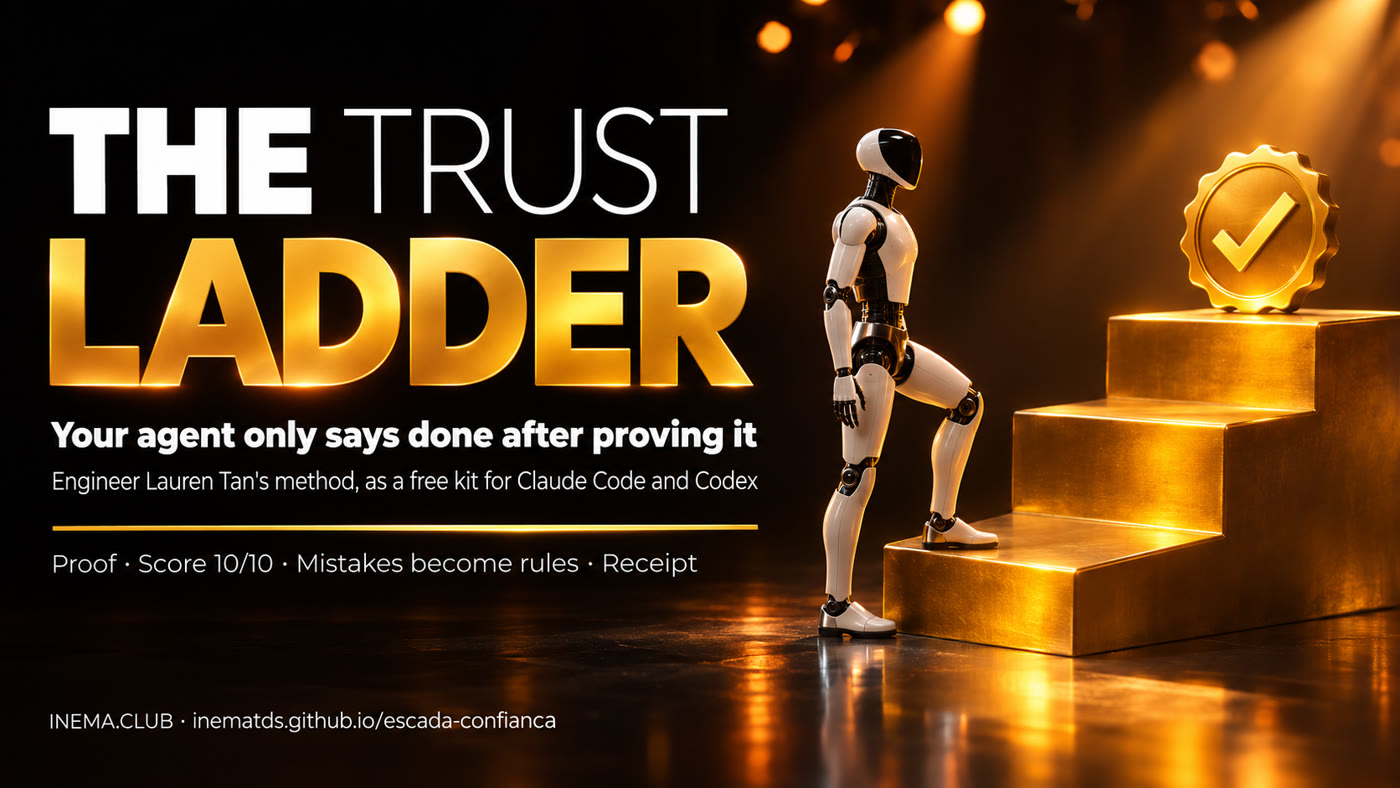 THE TRUST
LADDER
Your agent only says done after proving it
Engineer Lauren Tan's method, as a free kit for Claude Code and Codex
Proof · Score 10/10 · Mistakes become rules · Receipt
INEMA.CLUB · inematds.github.io/escada-confianca